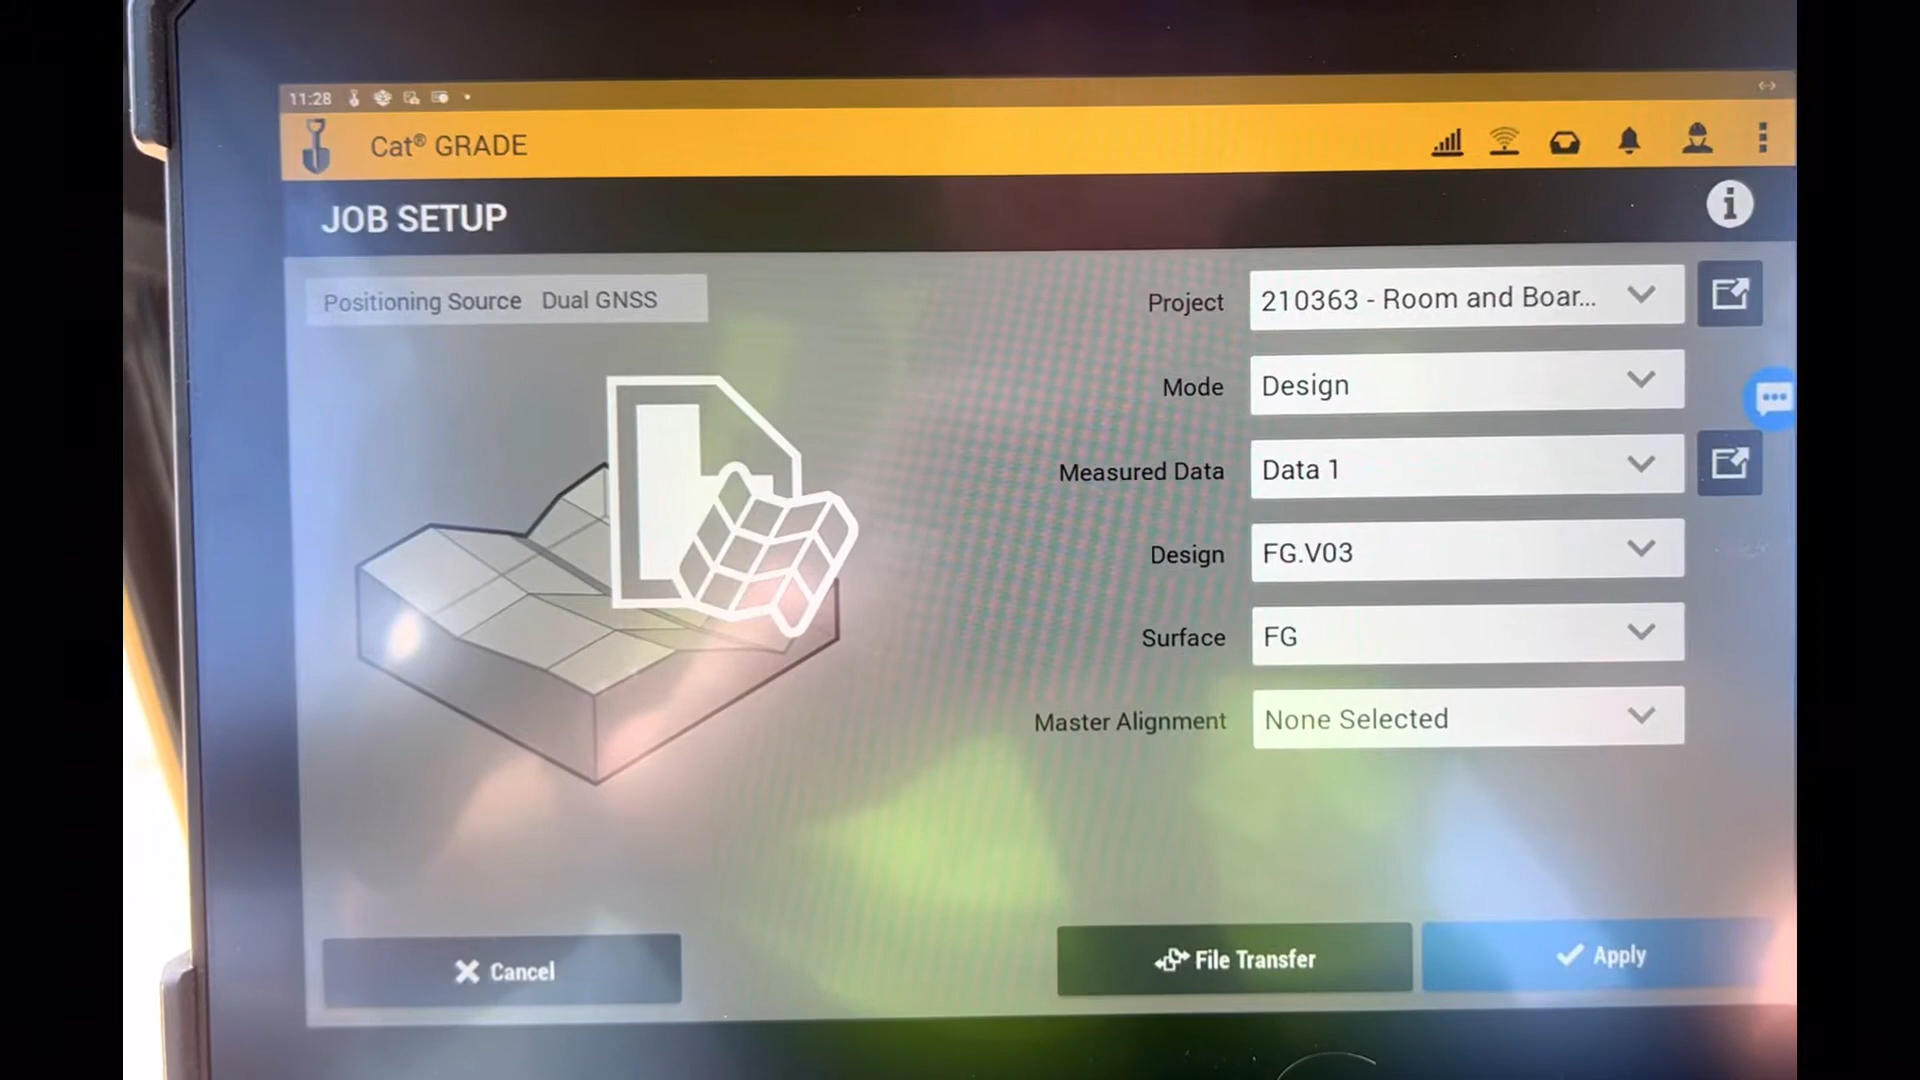 11:28
Cat® GRADE
JOB SETUP
Positioning Source Dual GNSS
Project 210363 - Room and Boar...
Mode Design
Measured Data Data 1
Design FG.V03
Surface FG
Master Alignment None Selected
Cancel
File Transfer
Apply